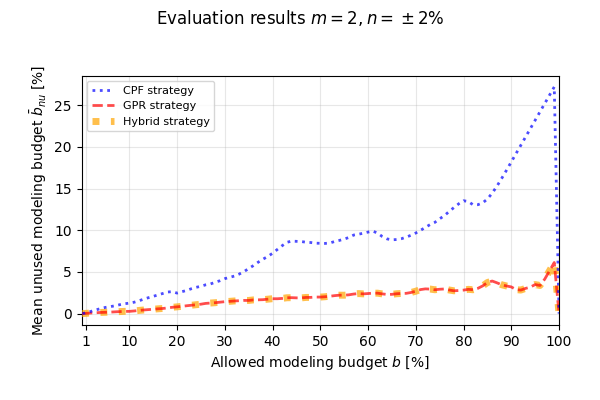 Evaluation results m = 2, n = ±2%
Mean unused modeling budget b̄_nu [%]
25
20
15
10
5
0
CPF strategy
GPR strategy
Hybrid strategy
1 10 20 30 40 50 60 70 80 90 100
Allowed modeling budget b [%]